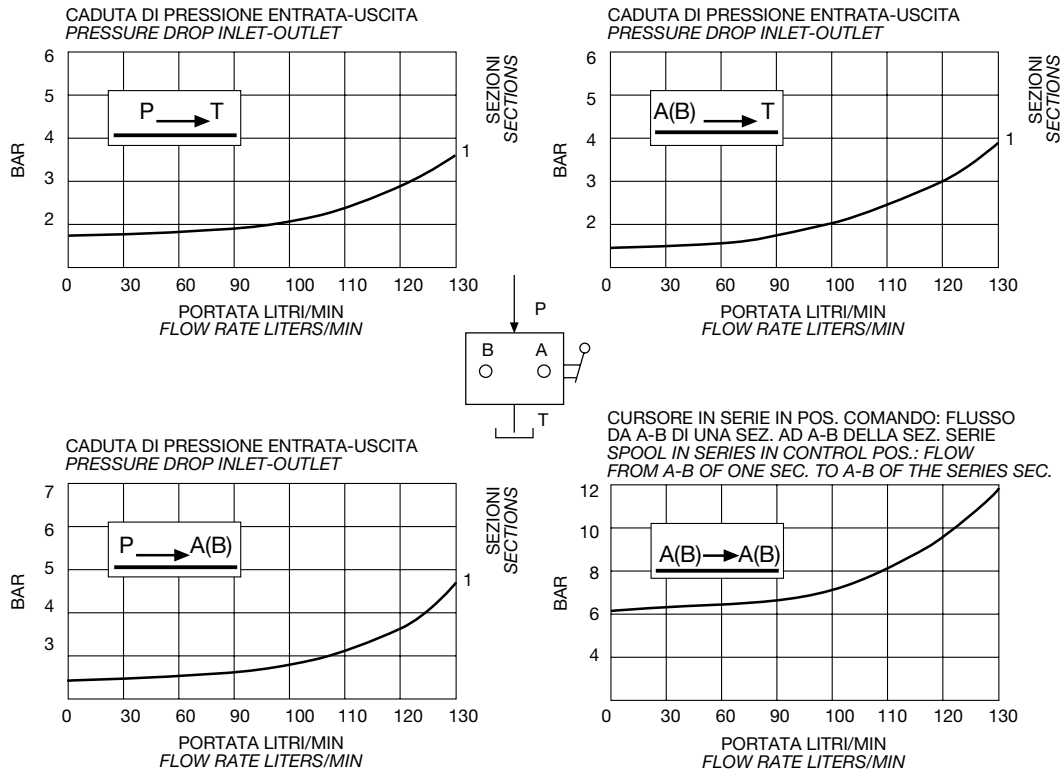 CADUTA DI PRESSIONE ENTRATA-USCITA
PRESSURE DROP INLET-OUTLET
6
5
4
3
2
BAR
P → T
1
SEZIONI
SECTIONS
0 30 60 90 100 110 120 130
PORTATA LITRI/MIN
FLOW RATE LITERS/MIN
CADUTA DI PRESSIONE ENTRATA-USCITA
PRESSURE DROP INLET-OUTLET
6
5
4
3
2
BAR
A(B) → T
1
SEZIONI
SECTIONS
0 30 60 90 100 110 120 130
PORTATA LITRI/MIN
FLOW RATE LITERS/MIN
P
B A
T
CADUTA DI PRESSIONE ENTRATA-USCITA
PRESSURE DROP INLET-OUTLET
7
6
5
4
3
BAR
P → A(B)
1
SEZIONI
SECTIONS
0 30 60 90 100 110 120 130
PORTATA LITRI/MIN
FLOW RATE LITERS/MIN
CURSORE IN SERIE IN POS. COMANDO: FLUSSO
DA A-B DI UNA SEZ. AD A-B DELLA SEZ. SERIE
SPOOL IN SERIES IN CONTROL POS.: FLOW
FROM A-B OF ONE SEC. TO A-B OF THE SERIES SEC.
12
10
8
6
4
BAR
A(B) → A(B)
0 30 60 90 100 110 120 130
PORTATA LITRI/MIN
FLOW RATE LITERS/MIN